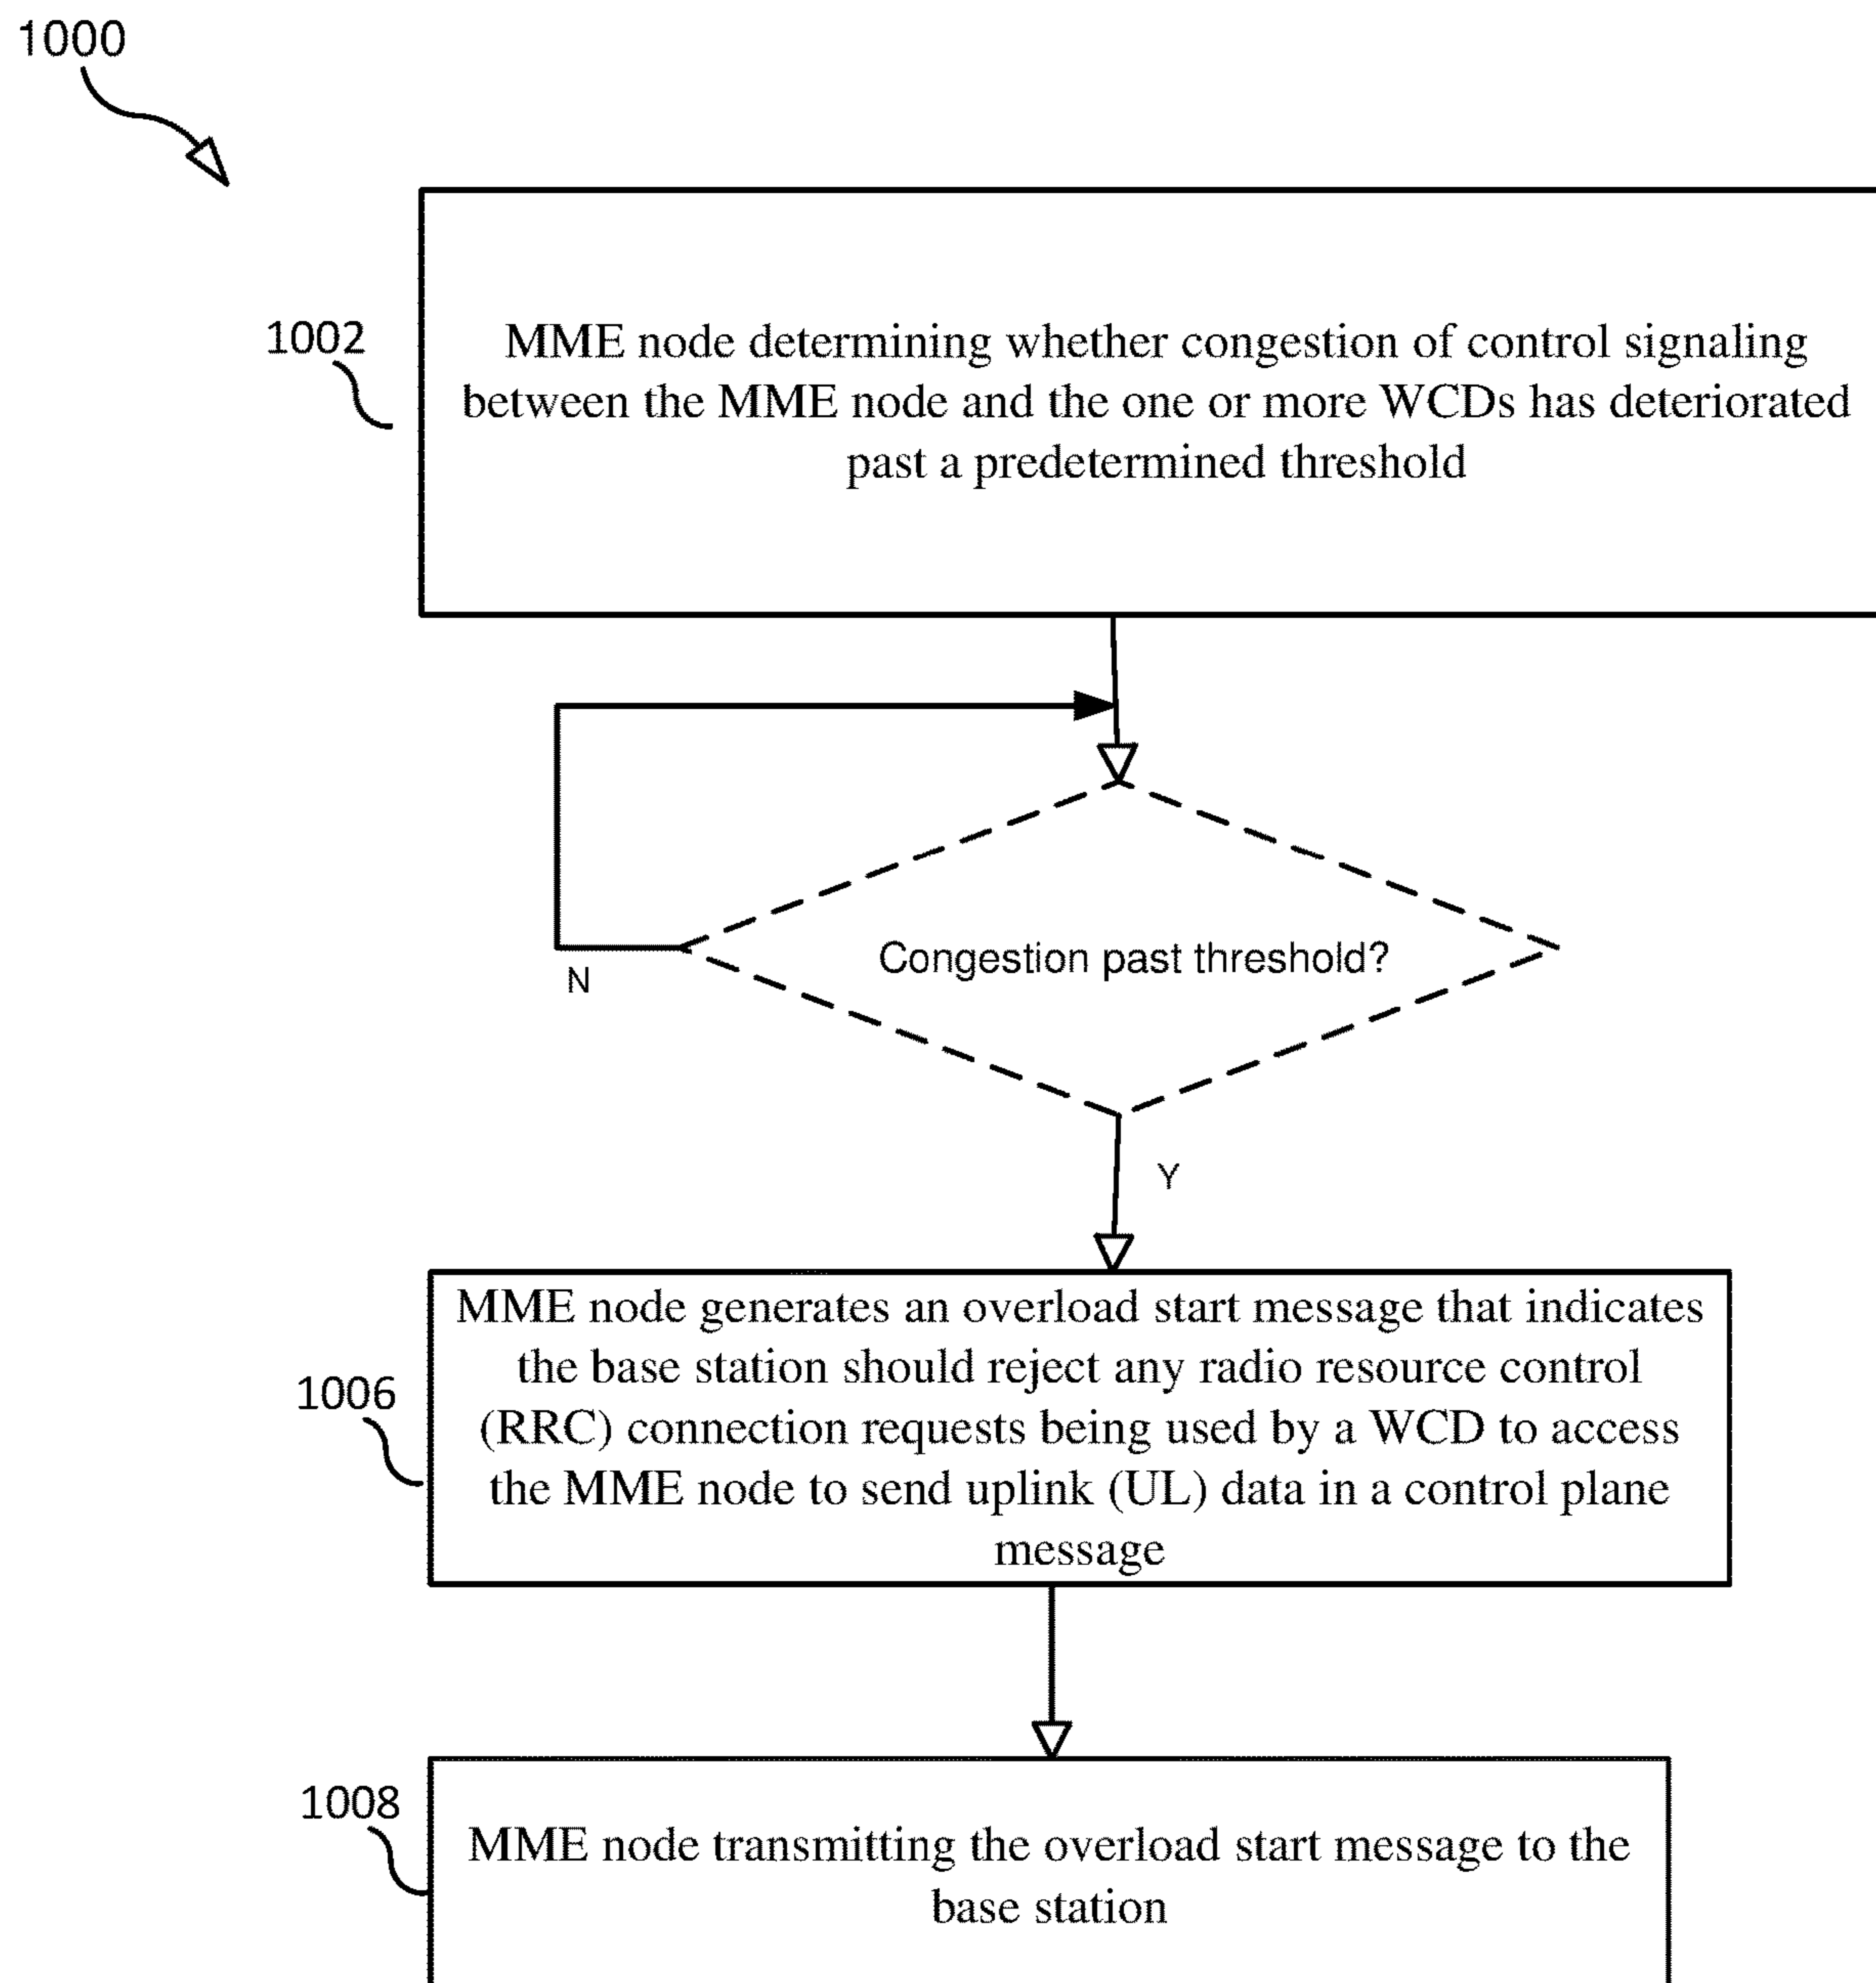 1000
1002
MME node determining whether congestion of control signaling
between the MME node and the one or more WCDs has deteriorated
past a predetermined threshold
Congestion past threshold?
N
Y
1006
MME node generates an overload start message that indicates
the base station should reject any radio resource control
(RRC) connection requests being used by a WCD to access
the MME node to send uplink (UL) data in a control plane
message
1008
MME node transmitting the overload start message to the
base station